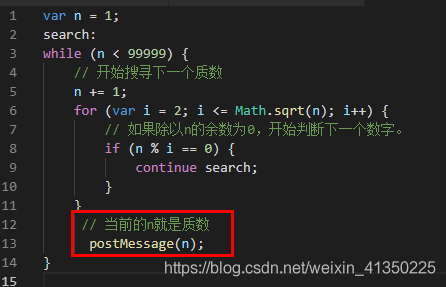 1 var n = 1;
2 search:
3 while (n < 99999) {
4 // 开始搜寻下一个质数
5 n += 1;
6 for (var i = 2; i <= Math.sqrt(n); i++) {
7 // 如果除以n的余数为0，开始判断下一个数字。
8 if (n % i == 0) {
9 continue search;
10 }
11 }
12 // 当前的n就是质数
13 postMessage(n);
14 }
15
https://blog.csdn.net/weixin_41350225